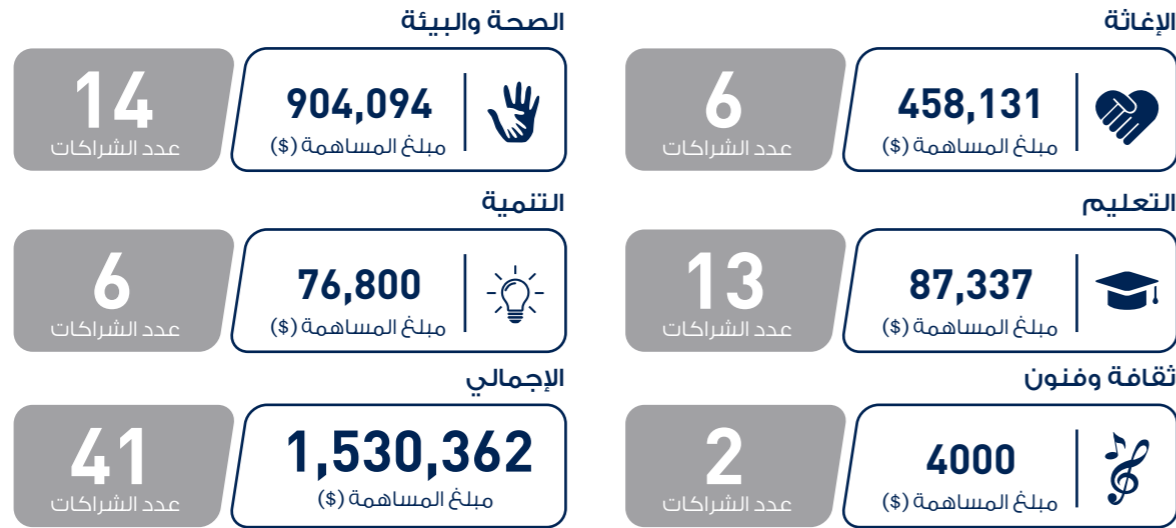 الإغاثة
458,131
مبلغ المساهمة ($)
6
عدد الشراكات
الصحة والبيئة
904,094
مبلغ المساهمة ($)
14
عدد الشراكات
التعليم
87,337
مبلغ المساهمة ($)
13
عدد الشراكات
التنمية
76,800
مبلغ المساهمة ($)
6
عدد الشراكات
ثقافة وفنون
4000
مبلغ المساهمة ($)
2
عدد الشراكات
الإجمالي
1,530,362
مبلغ المساهمة ($)
41
عدد الشراكات